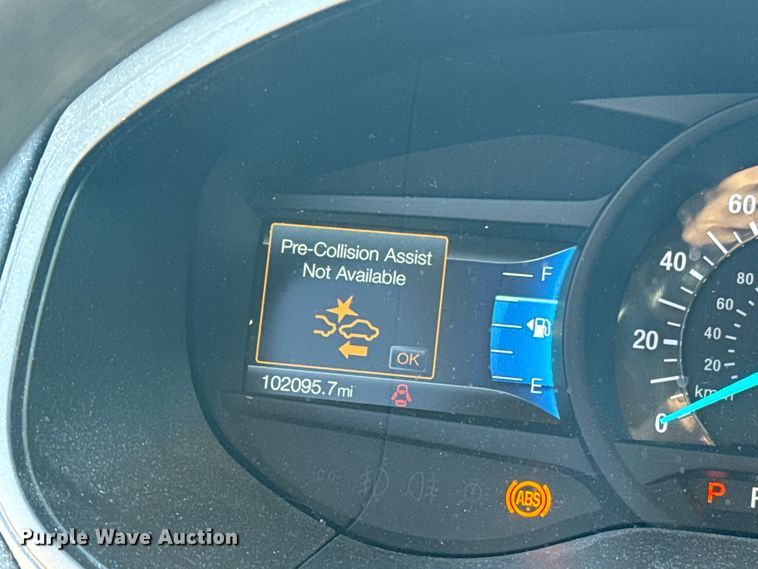 Pre-Collision Assist
Not Available
OK
102095.7mi
F
E
60
40
20
0
80
60
40
20
ABS
P
Purple Wave Auction